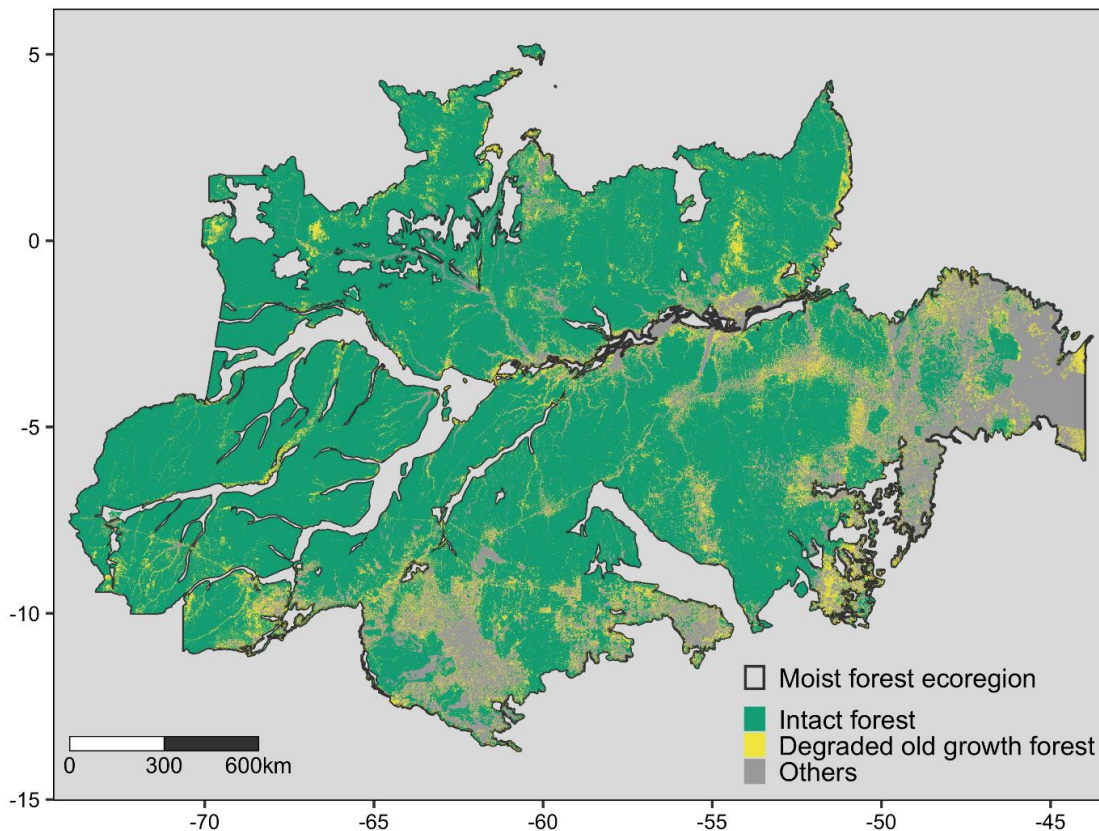 5
0
-5
-10
-15
-70
-65
-60
-55
-50
-45
Moist forest ecoregion
Intact forest
Degraded old growth forest
Others
0 300 600km